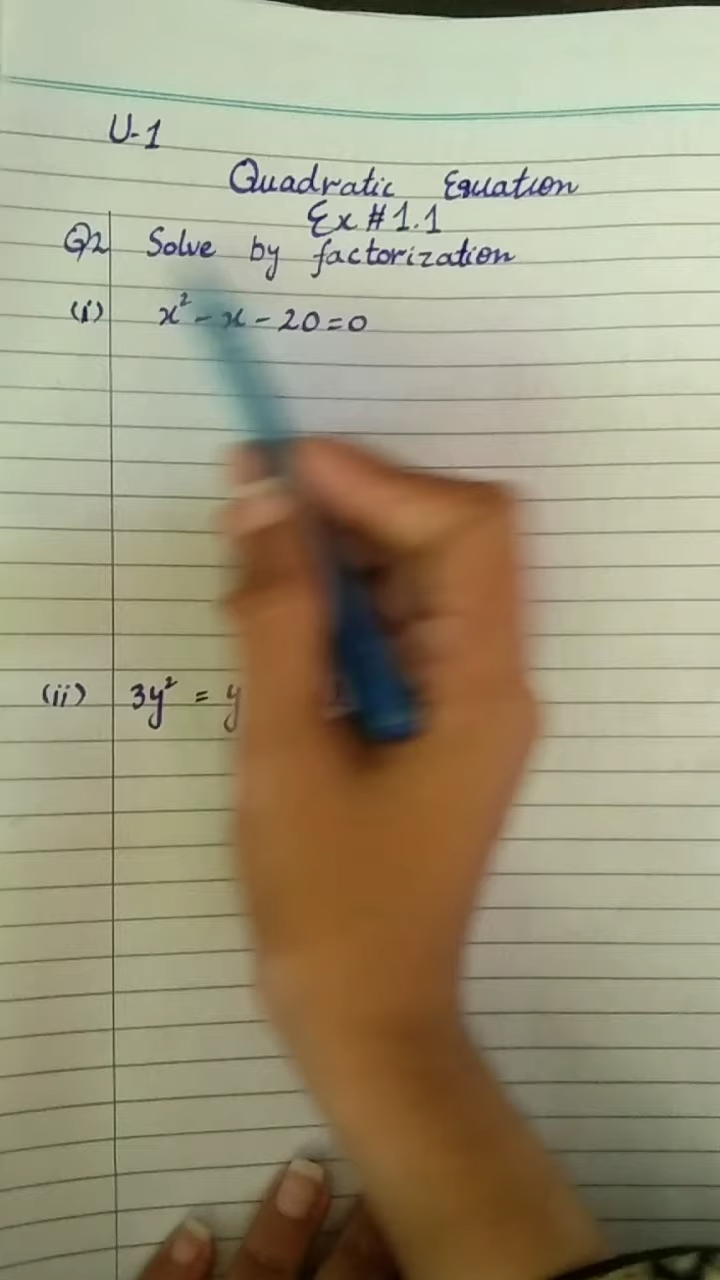 U-1
Quadratic Equation
Ex # 1.1
Q2 Solve by factorization
(i) x² - x - 20 = 0
(ii) 3y² = y